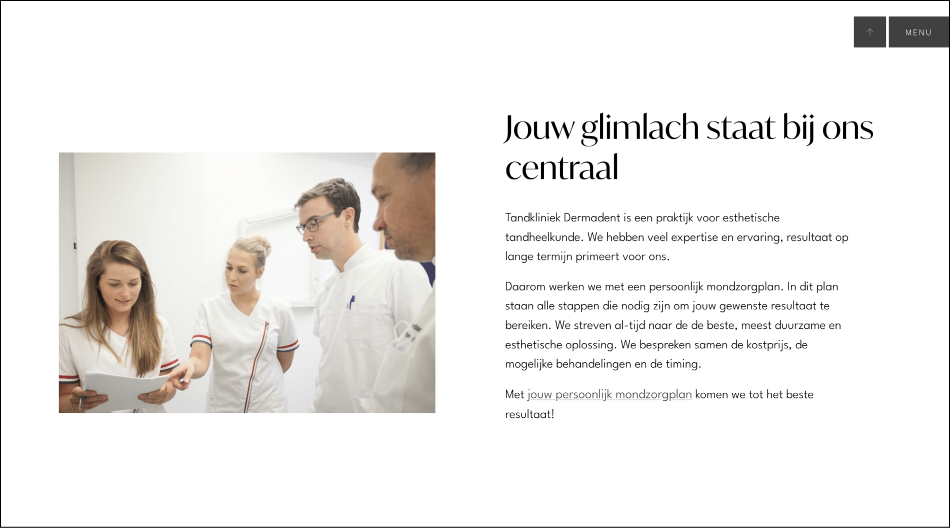 ↑ MENU
Jouw glimlach staat bij ons
centraal
Tandkliniek Dermadent is een praktijk voor esthetische
tandheelkunde. We hebben veel expertise en ervaring, resultaat op
lange termijn primeert voor ons.
Daarom werken we met een persoonlijk mondzorgplan. In dit plan
staan alle stappen die nodig zijn om jouw gewenste resultaat te
bereiken. We streven al-tijd naar de de beste, meest duurzame en
esthetische oplossing. We bespreken samen de kostprijs, de
mogelijke behandelingen en de timing.
Met jouw persoonlijk mondzorgplan komen we tot het beste
resultaat!